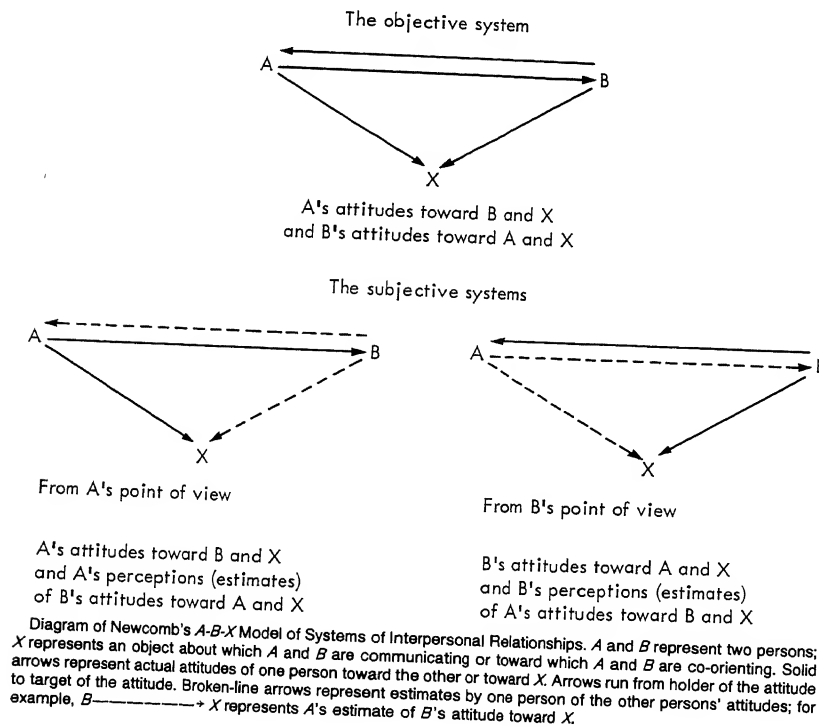 The objective system
A
B
X
A's attitudes toward B and X
and B's attitudes toward A and X
The subjective systems
A
B
X
From A's point of view
A's attitudes toward B and X
and A's perceptions (estimates)
of B's attitudes toward A and X
A
X
From B's point of view
B's attitudes toward A and X
and B's perceptions (estimates)
of A's attitudes toward B and X
Diagram of Newcomb's A-B-X Model of Systems of Interpersonal Relationships. A and B represent two persons;
X represents an object about which A and B are communicating or toward which A and B are co-orienting. Solid
arrows represent actual attitudes of one person toward the other or toward X. Arrows run from holder of the attitude
to target of the attitude. Broken-line arrows represent estimates by one person of the other persons' attitudes; for
example, B——————→ X represents A's estimate of B's attitude toward X.